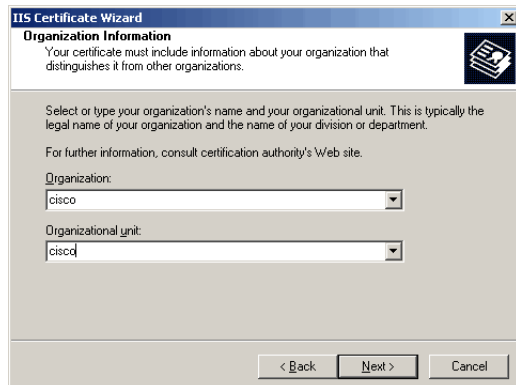 IIS Certificate Wizard
Organization Information
Your certificate must include information about your organization that
distinguishes it from other organizations.
Select or type your organization's name and your organizational unit. This is typically the
legal name of your organization and the name of your division or department.
For further information, consult certification authority's Web site.
Organization:
cisco
Organizational unit:
cisco
< Back Next > Cancel